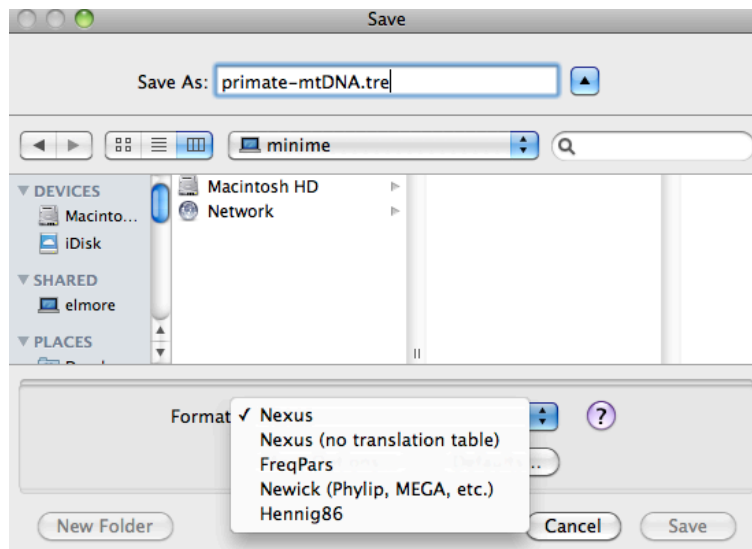 Save
Save As: primate-mtDNA.tre
minime
DEVICES
Macinto...
iDisk
SHARED
elmore
PLACES
Macintosh HD
Network
Format
✓ Nexus
Nexus (no translation table)
FreqPars
Newick (Phylip, MEGA, etc.)
Hennig86
?
New Folder
Cancel
Save